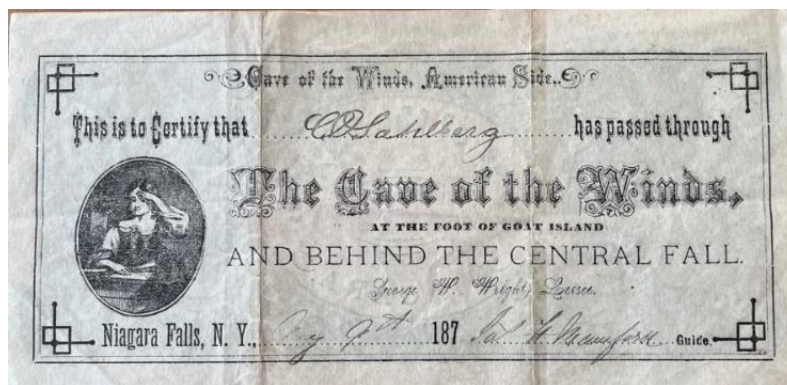 Cave of the Winds, American Side.
This is to Certify that C O Sahlberg has passed through
The Cave of the Winds,
AT THE FOOT OF GOAT ISLAND
AND BEHIND THE CENTRAL FALL.
George W. Wright, Lessee.
Niagara Falls, N. Y., 187 Guide.